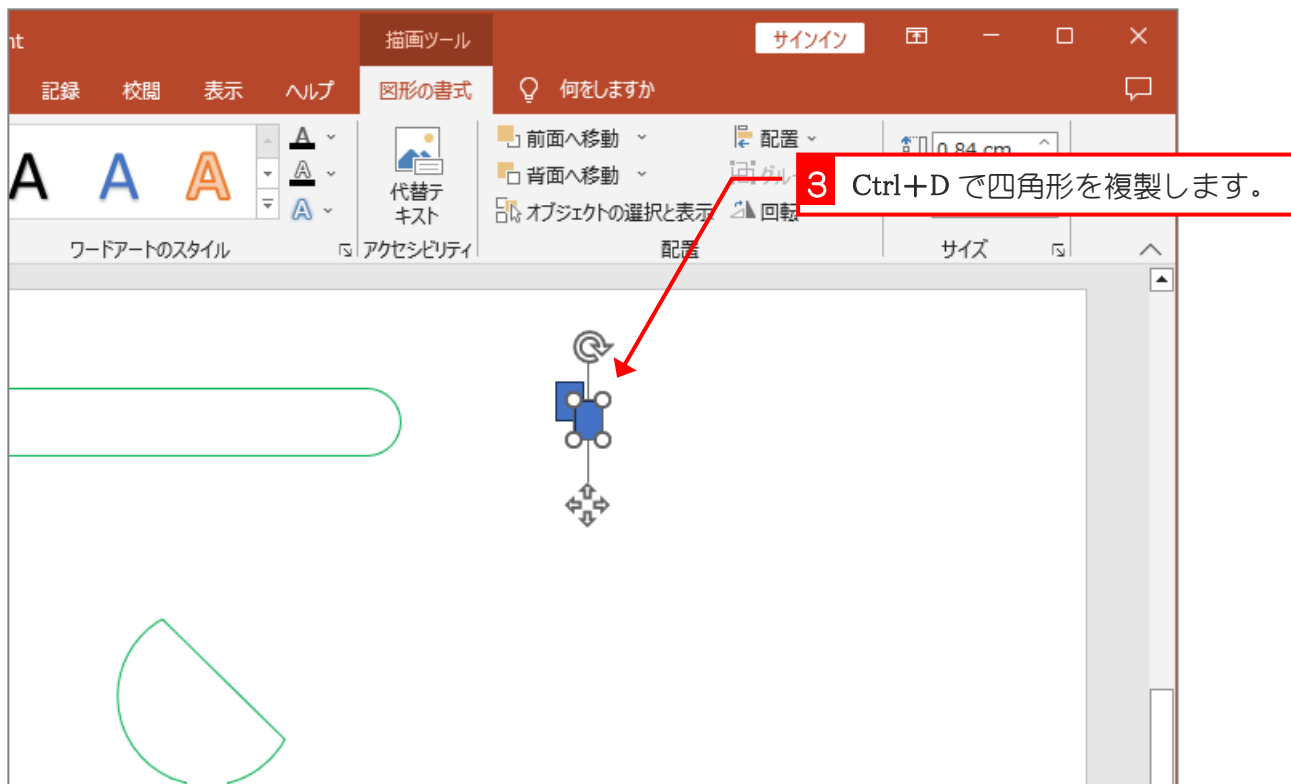 nt
描画ツール
サインイン
記録 校閲 表示 ヘルプ 図形の書式 何をしますか
A A A
A
A
A
代替テ
キスト
前面へ移動
背面へ移動
オブジェクトの選択と表示
配置
グル
回転
0.84 cm
3 Ctrl+D で四角形を複製します。
ワードアートのスタイル アクセシビリティ 配置 サイズ